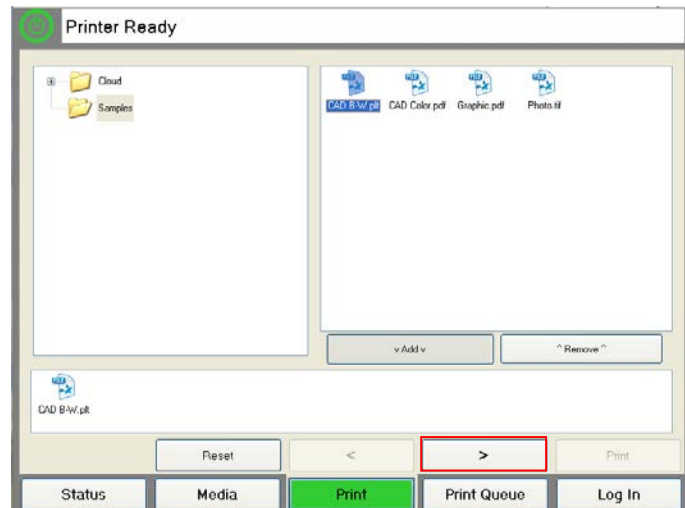 Printer Ready
Cloud
Samples
CAD B-W.plt CAD Color.pdf Graphic.pdf Photo.tif
v Add v ^ Remove ^
CAD B-W.plt
Reset < > Print
Status Media Print Print Queue Log In